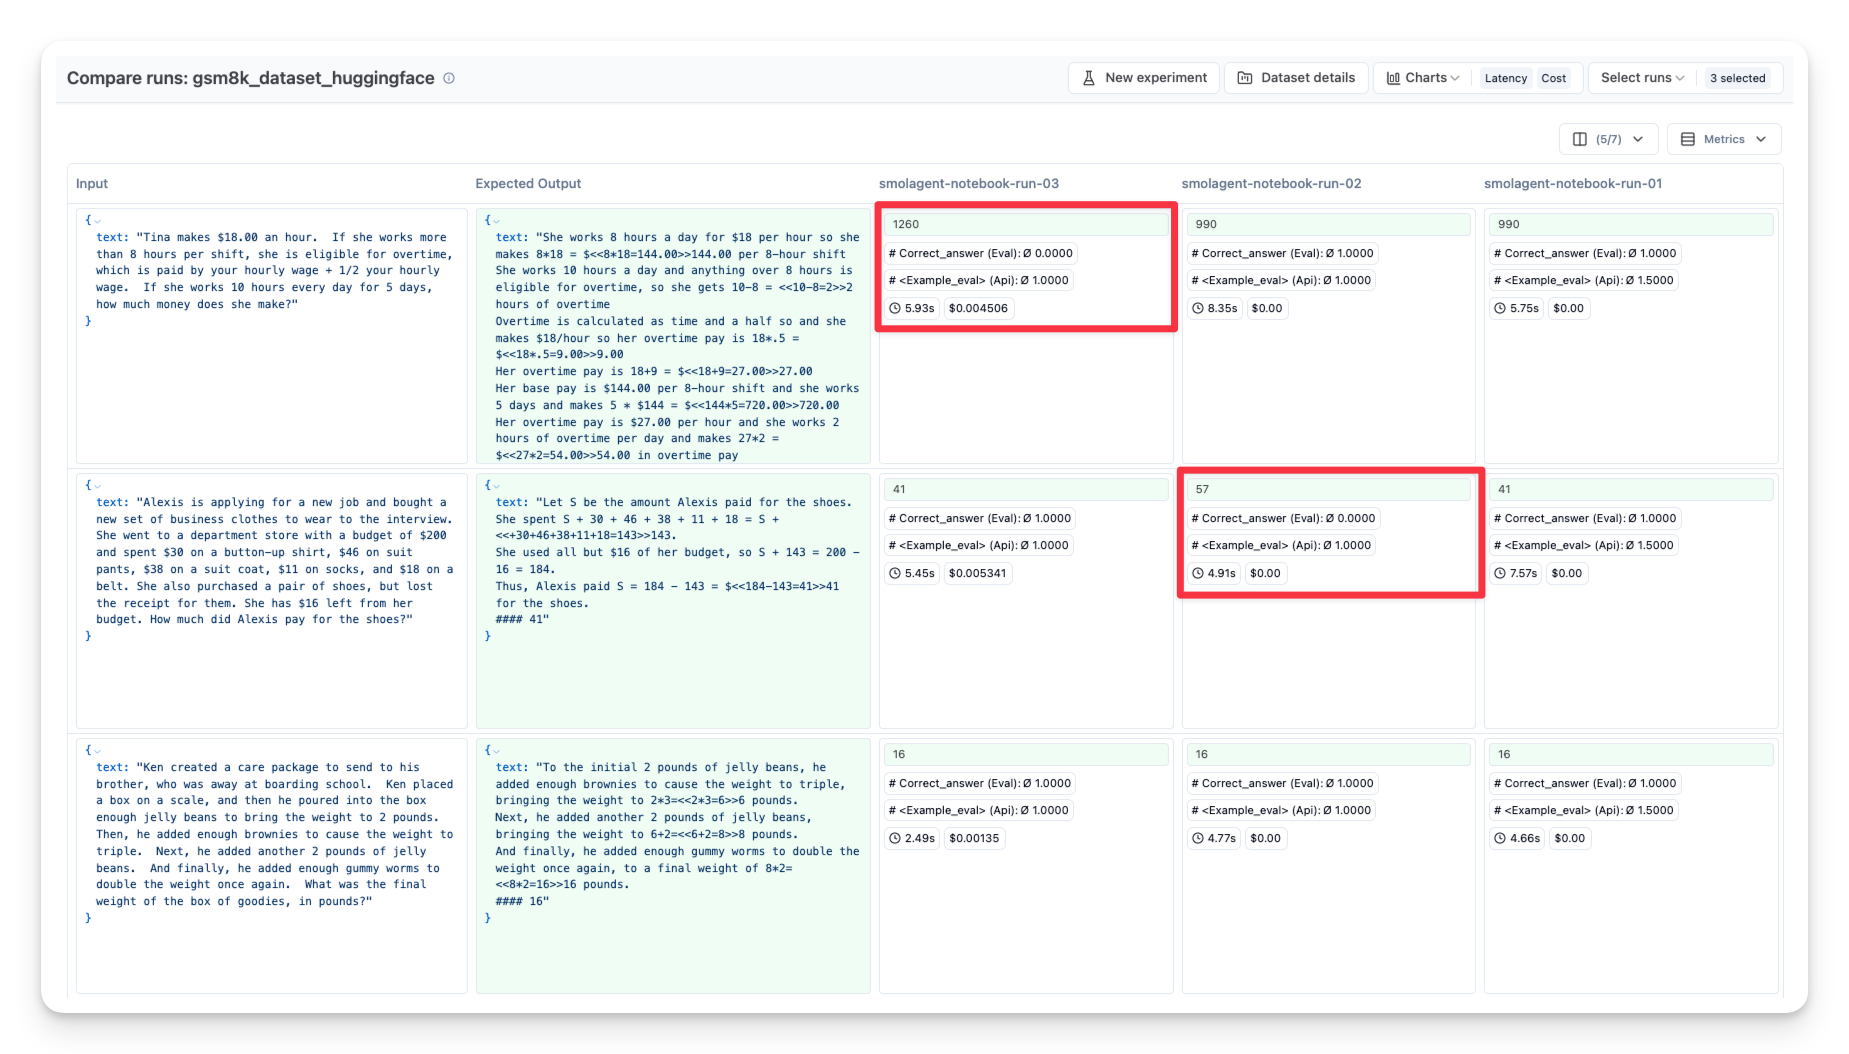 Compare runs: gsm8k_dataset_huggingface
New experiment
Dataset details
Charts
Latency
Cost
Select runs
3 selected
(5/7)
Metrics
Input
Expected Output
smolagent-notebook-run-03
smolagent-notebook-run-02
smolagent-notebook-run-01
{
text: "Tina makes $18.00 an hour.  If she works more
than 8 hours per shift, she is eligible for overtime,
which is paid by your hourly wage + 1/2 your hourly
wage.  If she works 10 hours every day for 5 days,
how much money does she make?"
}
{
text: "She works 8 hours a day for $18 per hour so she
makes 8*18 = $<<8*18=144.00>>144.00 per 8-hour shift
She works 10 hours a day and anything over 8 hours is
eligible for overtime, so she gets 10-8 = <<10-8=2>>2
hours of overtime
Overtime is calculated as time and a half so and she
makes $18/hour so her overtime pay is 18*.5 =
$<<18*.5=9.00>>9.00
Her overtime pay is 18+9 = $<<18+9=27.00>>27.00
Her base pay is $144.00 per 8-hour shift and she works
5 days and makes 5 * $144 = $<<144*5=720.00>>720.00
Her overtime pay is $27.00 per hour and she works 2
hours of overtime per day and makes 27*2 =
$<<27*2=54.00>>54.00 in overtime pay
1260
# Correct_answer (Eval): Ø 0.0000
# <Example_eval> (Api): Ø 1.0000
5.93s
$0.004506
990
# Correct_answer (Eval): Ø 1.0000
# <Example_eval> (Api): Ø 1.0000
8.35s
$0.00
990
# Correct_answer (Eval): Ø 1.0000
# <Example_eval> (Api): Ø 1.5000
5.75s
$0.00
{
text: "Alexis is applying for a new job and bought a
new set of business clothes to wear to the interview.
She went to a department store with a budget of $200
and spent $30 on a button-up shirt, $46 on suit
pants, $38 on a suit coat, $11 on socks, and $18 on a
belt. She also purchased a pair of shoes, but lost
the receipt for them. She has $16 left from her
budget. How much did Alexis pay for the shoes?"
}
{
text: "Let S be the amount Alexis paid for the shoes.
She spent S + 30 + 46 + 38 + 11 + 18 = S +
<<+30+46+38+11+18=143>>143.
She used all but $16 of her budget, so S + 143 = 200 -
16 = 184.
Thus, Alexis paid S = 184 - 143 = $<<184-143=41>>41
for the shoes.
#### 41"
}
41
# Correct_answer (Eval): Ø 1.0000
# <Example_eval> (Api): Ø 1.0000
5.45s
$0.005341
57
# Correct_answer (Eval): Ø 0.0000
# <Example_eval> (Api): Ø 1.0000
4.91s
$0.00
41
# Correct_answer (Eval): Ø 1.0000
# <Example_eval> (Api): Ø 1.5000
7.57s
$0.00
{
text: "Ken created a care package to send to his
brother, who was away at boarding school.  Ken placed
a box on a scale, and then he poured into the box
enough jelly beans to bring the weight to 2 pounds.
Then, he added enough brownies to cause the weight to
triple.  Next, he added another 2 pounds of jelly
beans.  And finally, he added enough gummy worms to
double the weight once again.  What was the final
weight of the box of goodies, in pounds?"
}
{
text: "To the initial 2 pounds of jelly beans, he
added enough brownies to cause the weight to triple,
bringing the weight to 2*3=<<2*3=6>>6 pounds.
Next, he added another 2 pounds of jelly beans,
bringing the weight to 6+2=<<6+2=8>>8 pounds.
And finally, he added enough gummy worms to double the
weight once again, to a final weight of 8*2=
<<8*2=16>>16 pounds.
#### 16"
}
16
# Correct_answer (Eval): Ø 1.0000
# <Example_eval> (Api): Ø 1.0000
2.49s
$0.00135
16
# Correct_answer (Eval): Ø 1.0000
# <Example_eval> (Api): Ø 1.0000
4.77s
$0.00
16
# Correct_answer (Eval): Ø 1.0000
# <Example_eval> (Api): Ø 1.5000
4.66s
$0.00